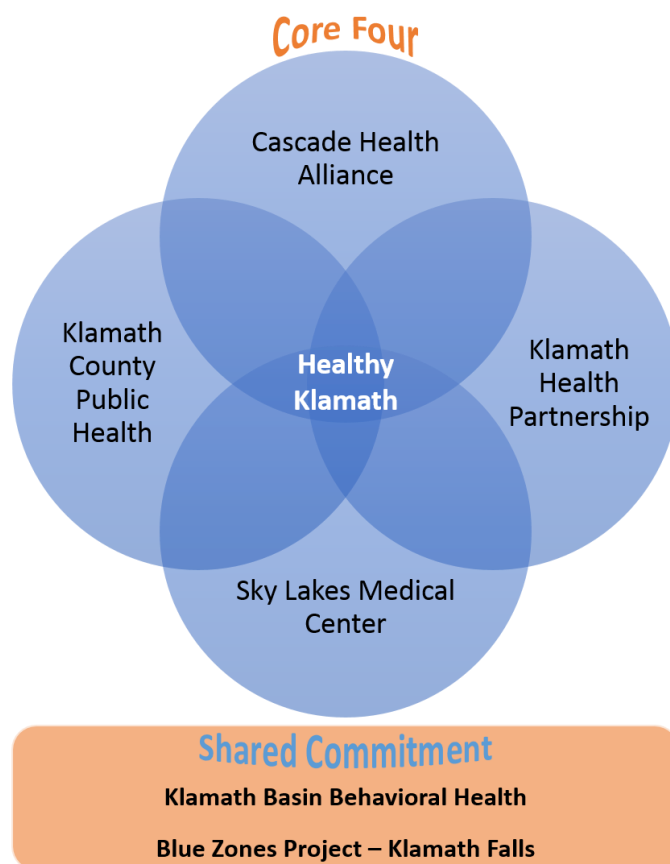 Core Four
Cascade Health
Alliance
Klamath
County
Public
Health
Healthy
Klamath
Klamath
Health
Partnership
Sky Lakes Medical
Center
Shared Commitment
Klamath Basin Behavioral Health
Blue Zones Project – Klamath Falls